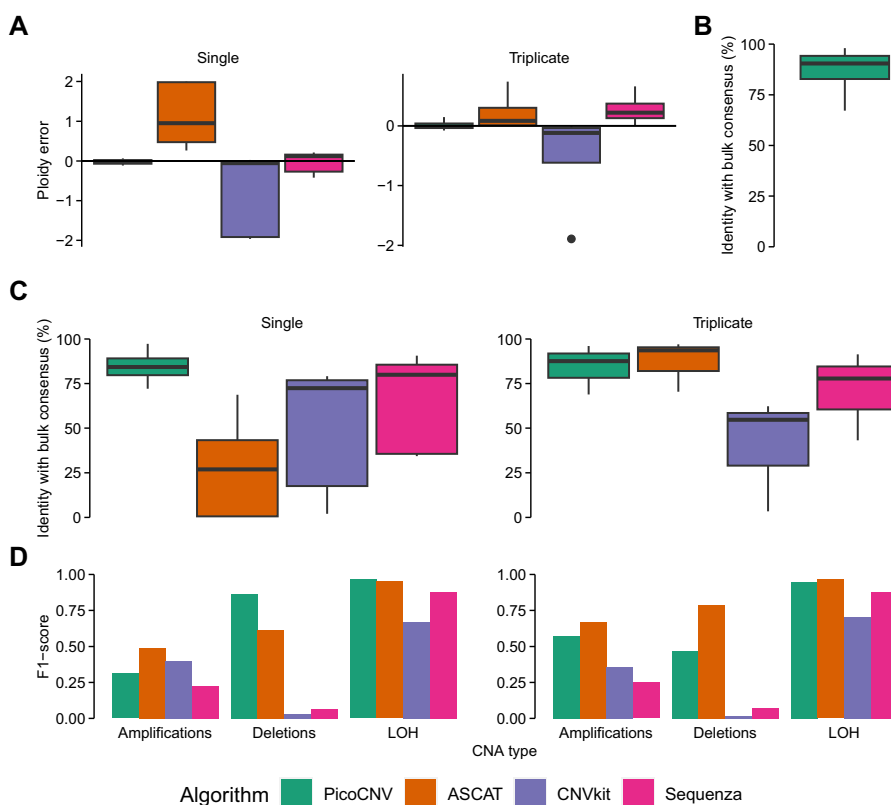 A
B
Single
Triplicate
Ploidy error
2
1
0
−1
−2
0
−1
−2
Identity with bulk consensus (%)
100
75
50
25
0
C
Single
Triplicate
Identity with bulk consensus (%)
100
75
50
25
0
100
75
50
25
0
D
F1−score
1.00
0.75
0.50
0.25
0.00
1.00
0.75
0.50
0.25
0.00
Amplifications Deletions LOH
Amplifications Deletions LOH
CNA type
Algorithm PicoCNV ASCAT CNVkit Sequenza